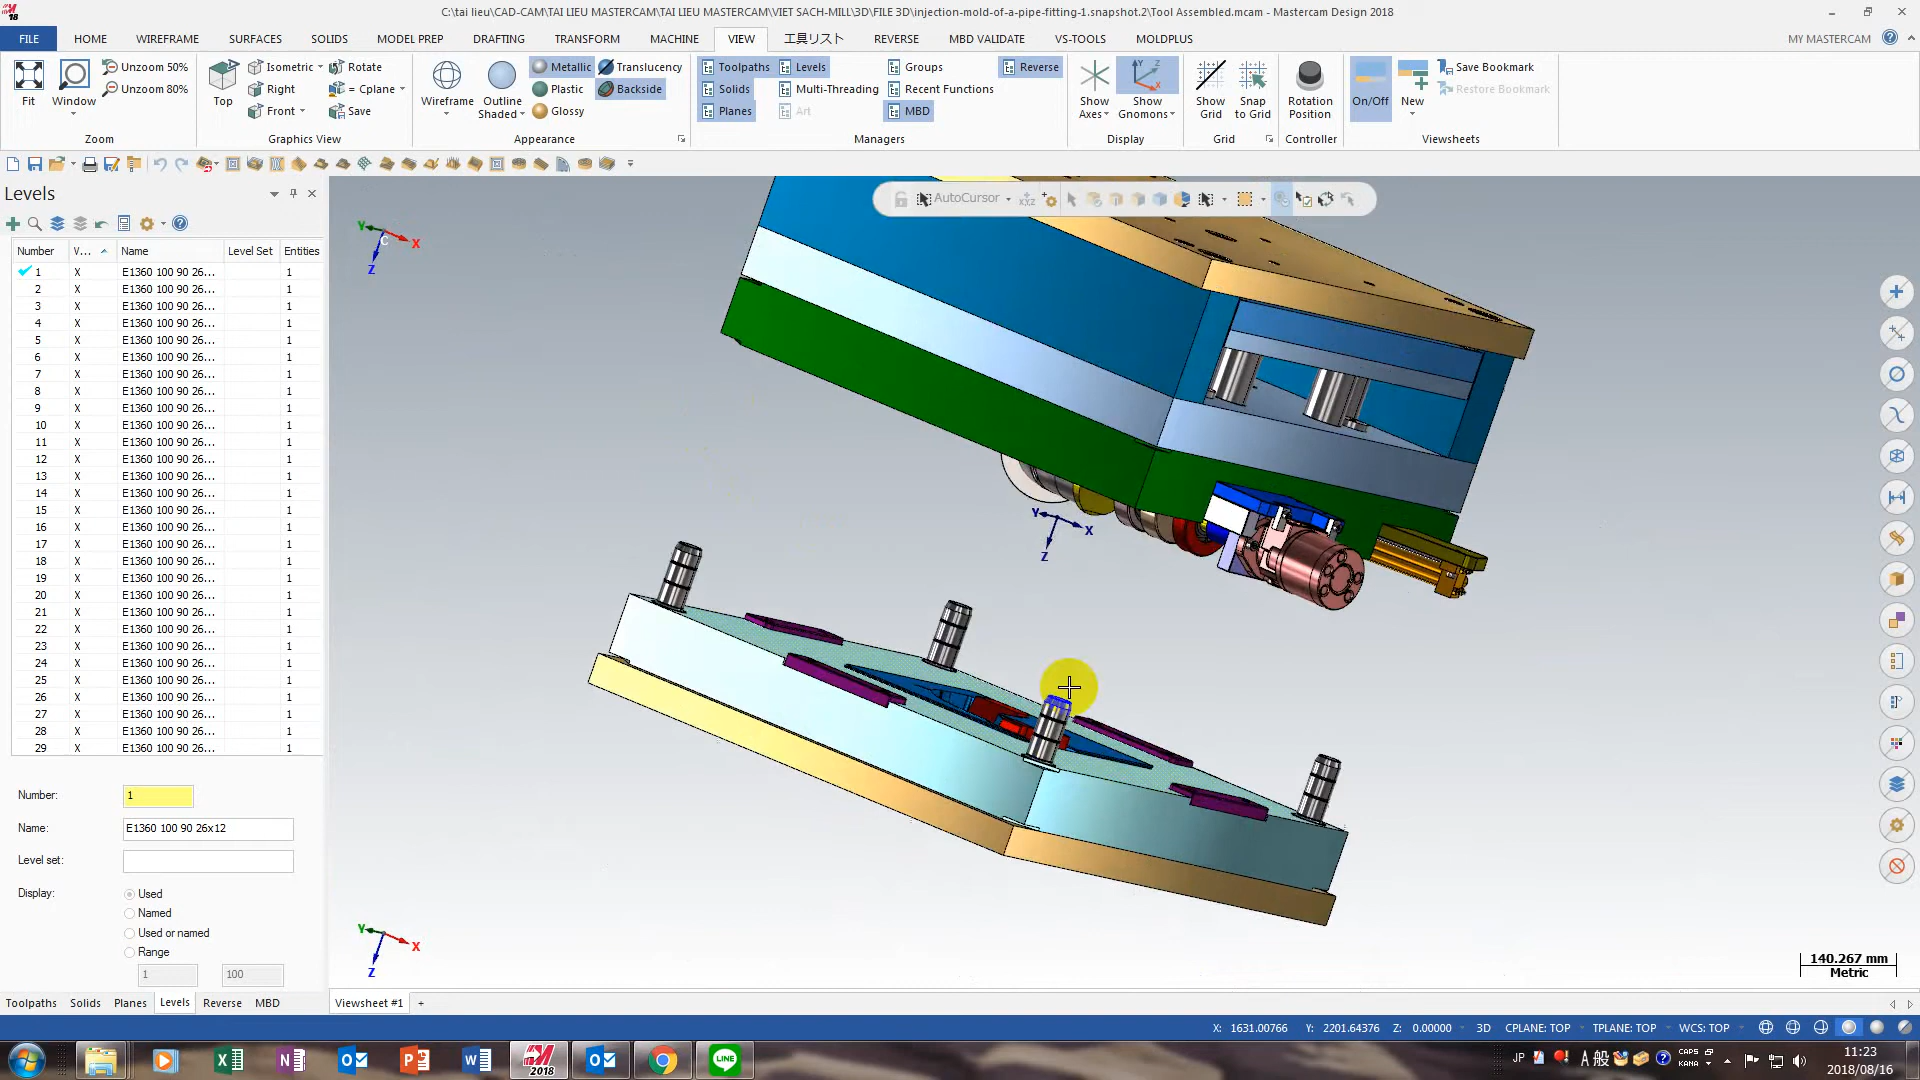 18
C:\tai lieu\CAD-CAM\TAI LIEU MASTERCAM\TAI LIEU MASTERCAM\VIET SACH-MILL\3D\FILE 3D\injection-mold-of-a-pipe-fitting-1.snapshot.2\Tool Assembled.mcam - Mastercam Design 2018
FILE HOME WIREFRAME SURFACES SOLIDS MODEL PREP DRAFTING TRANSFORM MACHINE VIEW 工具リスト REVERSE MBD VALIDATE VS-TOOLS MOLDPLUS MY MASTERCAM
Unzoom 50% Isometric Rotate Metallic Translucency Toolpaths Levels Groups Reverse Save Bookmark
Unzoom 80% Right = Cplane Plastic Backside Solids Multi-Threading Recent Functions Restore Bookmark
Fit Window Top Front Save Wireframe Outline Shaded Glossy Planes Art MBD Show Axes Show Gnomons Show Grid Snap to Grid Rotation Position On/Off New
Zoom Graphics View Appearance Managers Display Grid Controller Viewsheets
Levels
AutoCursor
XYZ
Number V... Name Level Set Entities
1 X E1360 100 90 26... 1
2 X E1360 100 90 26... 1
3 X E1360 100 90 26... 1
4 X E1360 100 90 26... 1
5 X E1360 100 90 26... 1
6 X E1360 100 90 26... 1
7 X E1360 100 90 26... 1
8 X E1360 100 90 26... 1
9 X E1360 100 90 26... 1
10 X E1360 100 90 26... 1
11 X E1360 100 90 26... 1
12 X E1360 100 90 26... 1
13 X E1360 100 90 26... 1
14 X E1360 100 90 26... 1
15 X E1360 100 90 26... 1
16 X E1360 100 90 26... 1
17 X E1360 100 90 26... 1
18 X E1360 100 90 26... 1
19 X E1360 100 90 26... 1
20 X E1360 100 90 26... 1
21 X E1360 100 90 26... 1
22 X E1360 100 90 26... 1
23 X E1360 100 90 26... 1
24 X E1360 100 90 26... 1
25 X E1360 100 90 26... 1
26 X E1360 100 90 26... 1
27 X E1360 100 90 26... 1
28 X E1360 100 90 26... 1
29 X E1360 100 90 26... 1
Y X C Z
Y X Z
Number: 1
Name: E1360 100 90 26x12
Level set:
Display: Used
Named
Used or named
Range
1 100
Y X Z
140.267 mm
Metric
Toolpaths Solids Planes Levels Reverse MBD Viewsheet #1 +
X: 1631.00766 Y: 2201.64376 Z: 0.00000 3D CPLANE: TOP TPLANE: TOP WCS: TOP
2018
LINE
JP A 般 CAPS KANA
11:23
2018/08/16